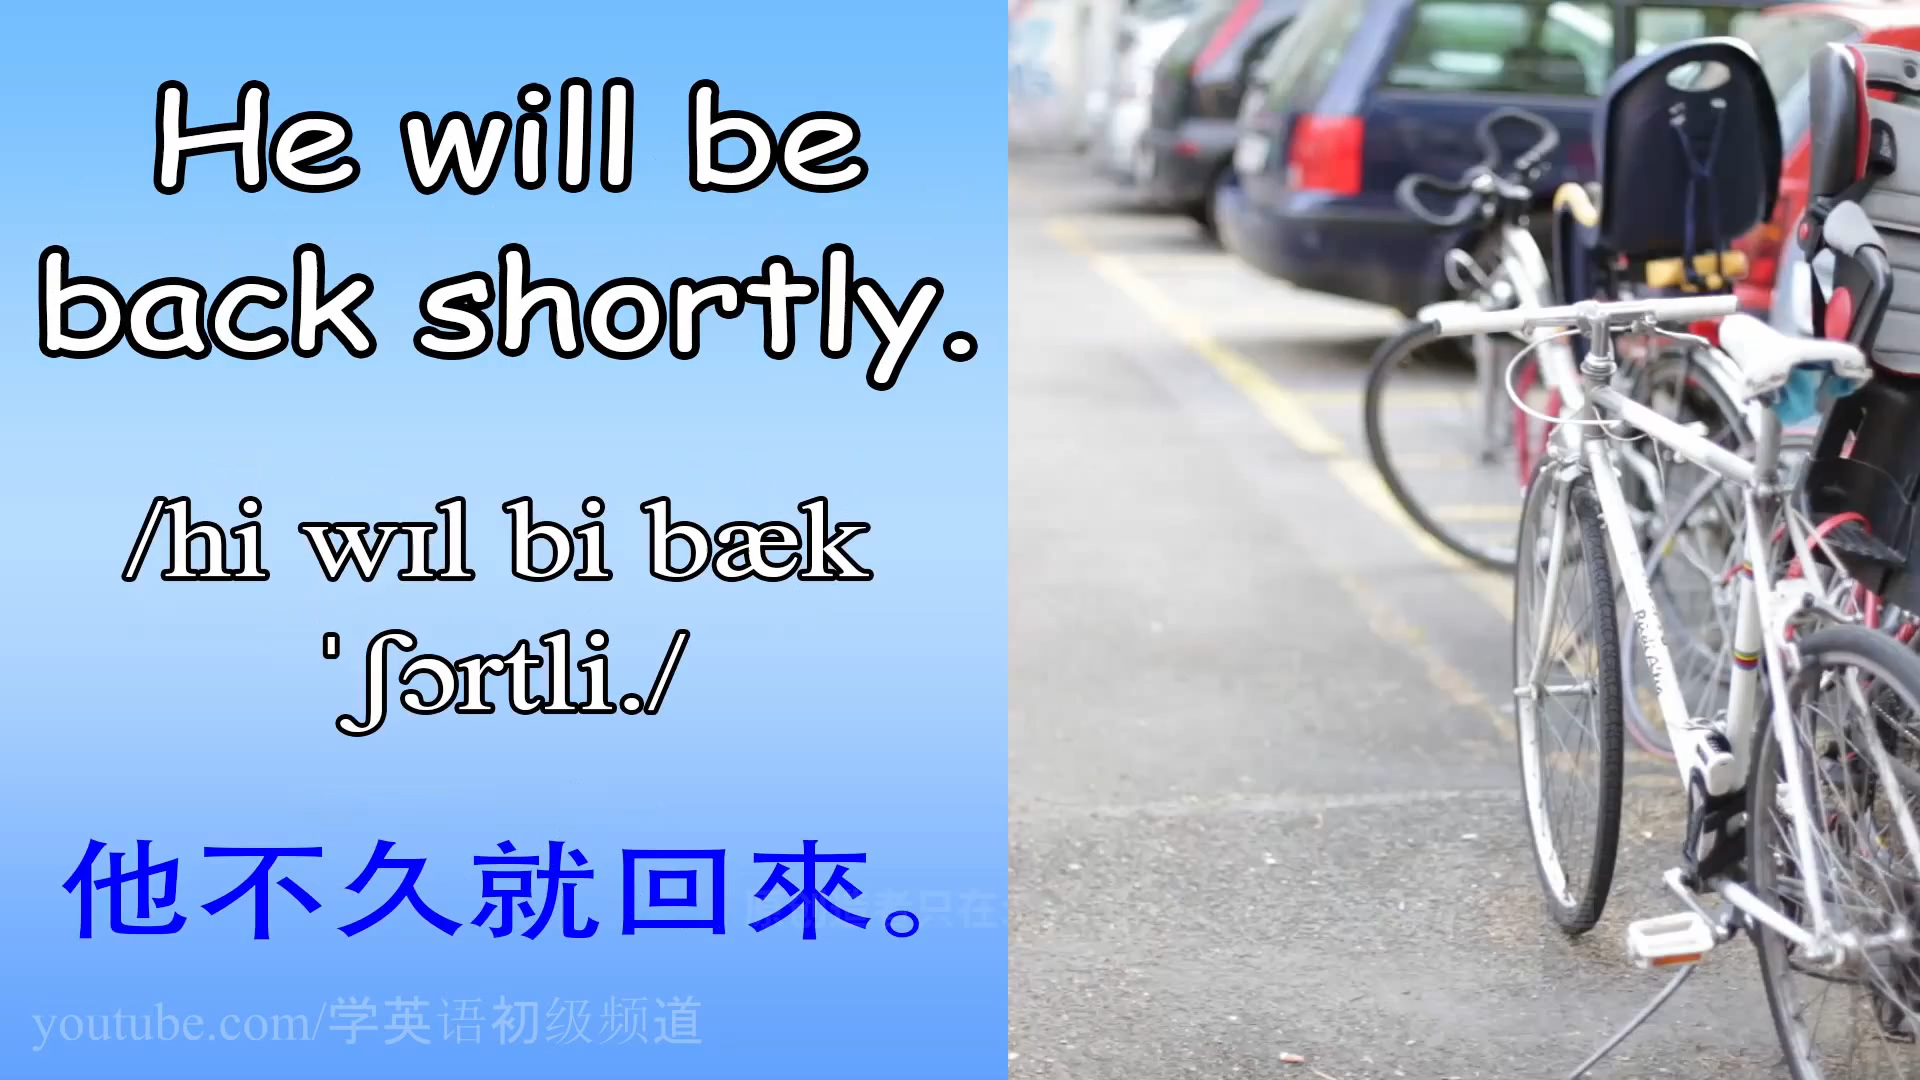 He will be
back shortly.
/hi wɪl bi bæk
ˈʃɔrtli./
他不久就回來。
youtube.com/学英语初级频道